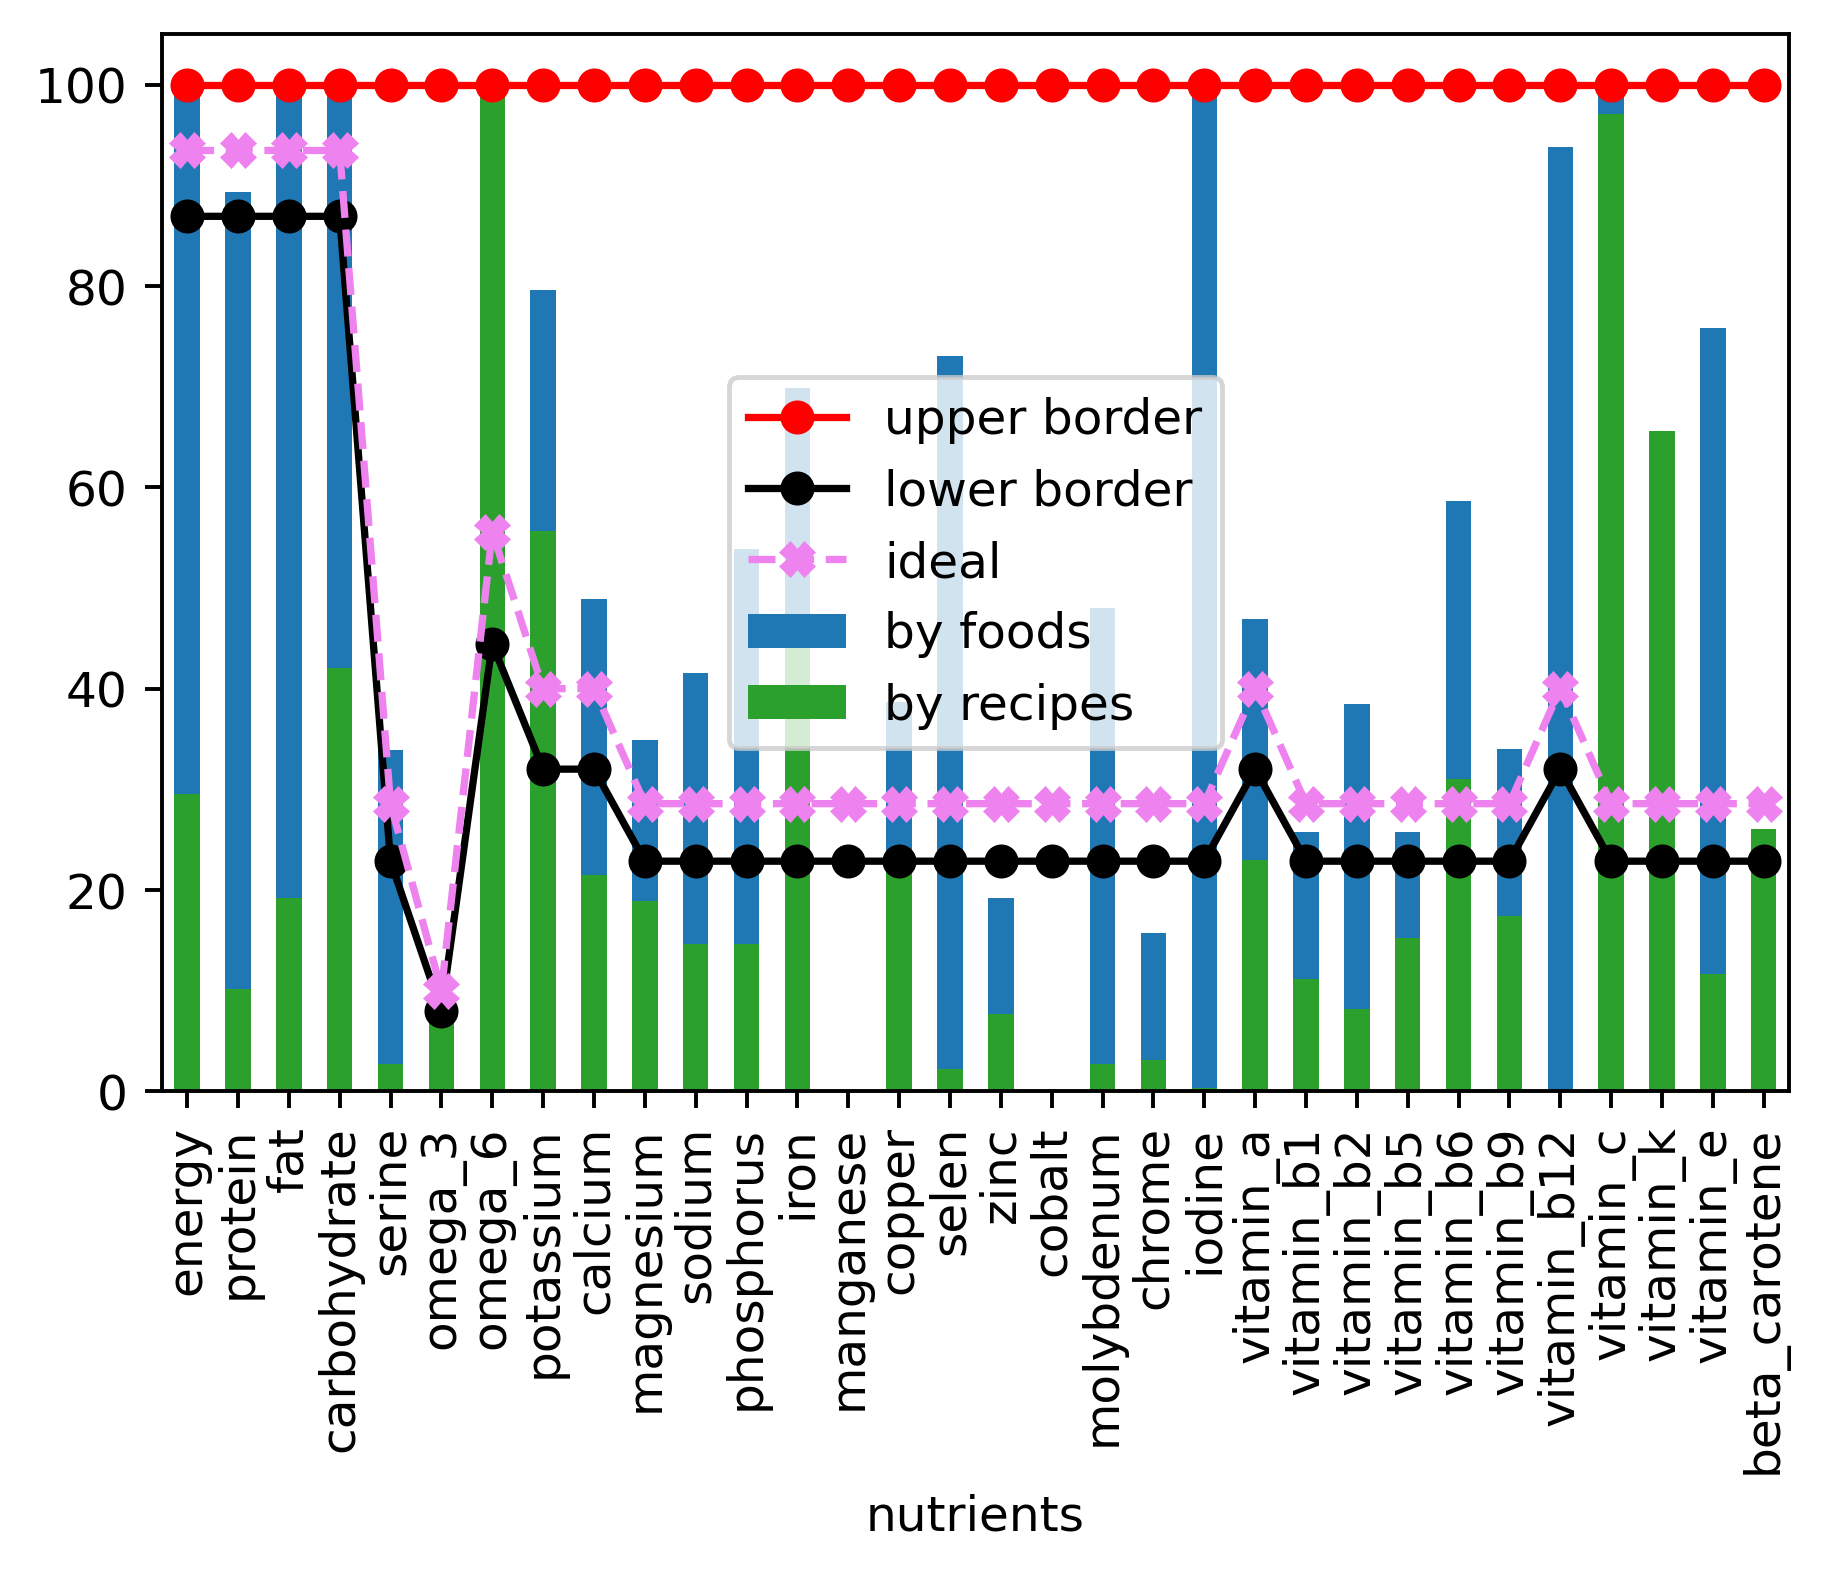 100
80
60
40
20
0
upper border
lower border
ideal
by foods
by recipes
energy
protein
fat
carbohydrate
serine
omega_3
omega_6
potassium
calcium
magnesium
sodium
phosphorus
iron
manganese
copper
selen
zinc
cobalt
molybdenum
chrome
iodine
vitamin_a
vitamin_b1
vitamin_b2
vitamin_b5
vitamin_b6
vitamin_b9
vitamin_b12
vitamin_c
vitamin_k
vitamin_e
beta_carotene
nutrients